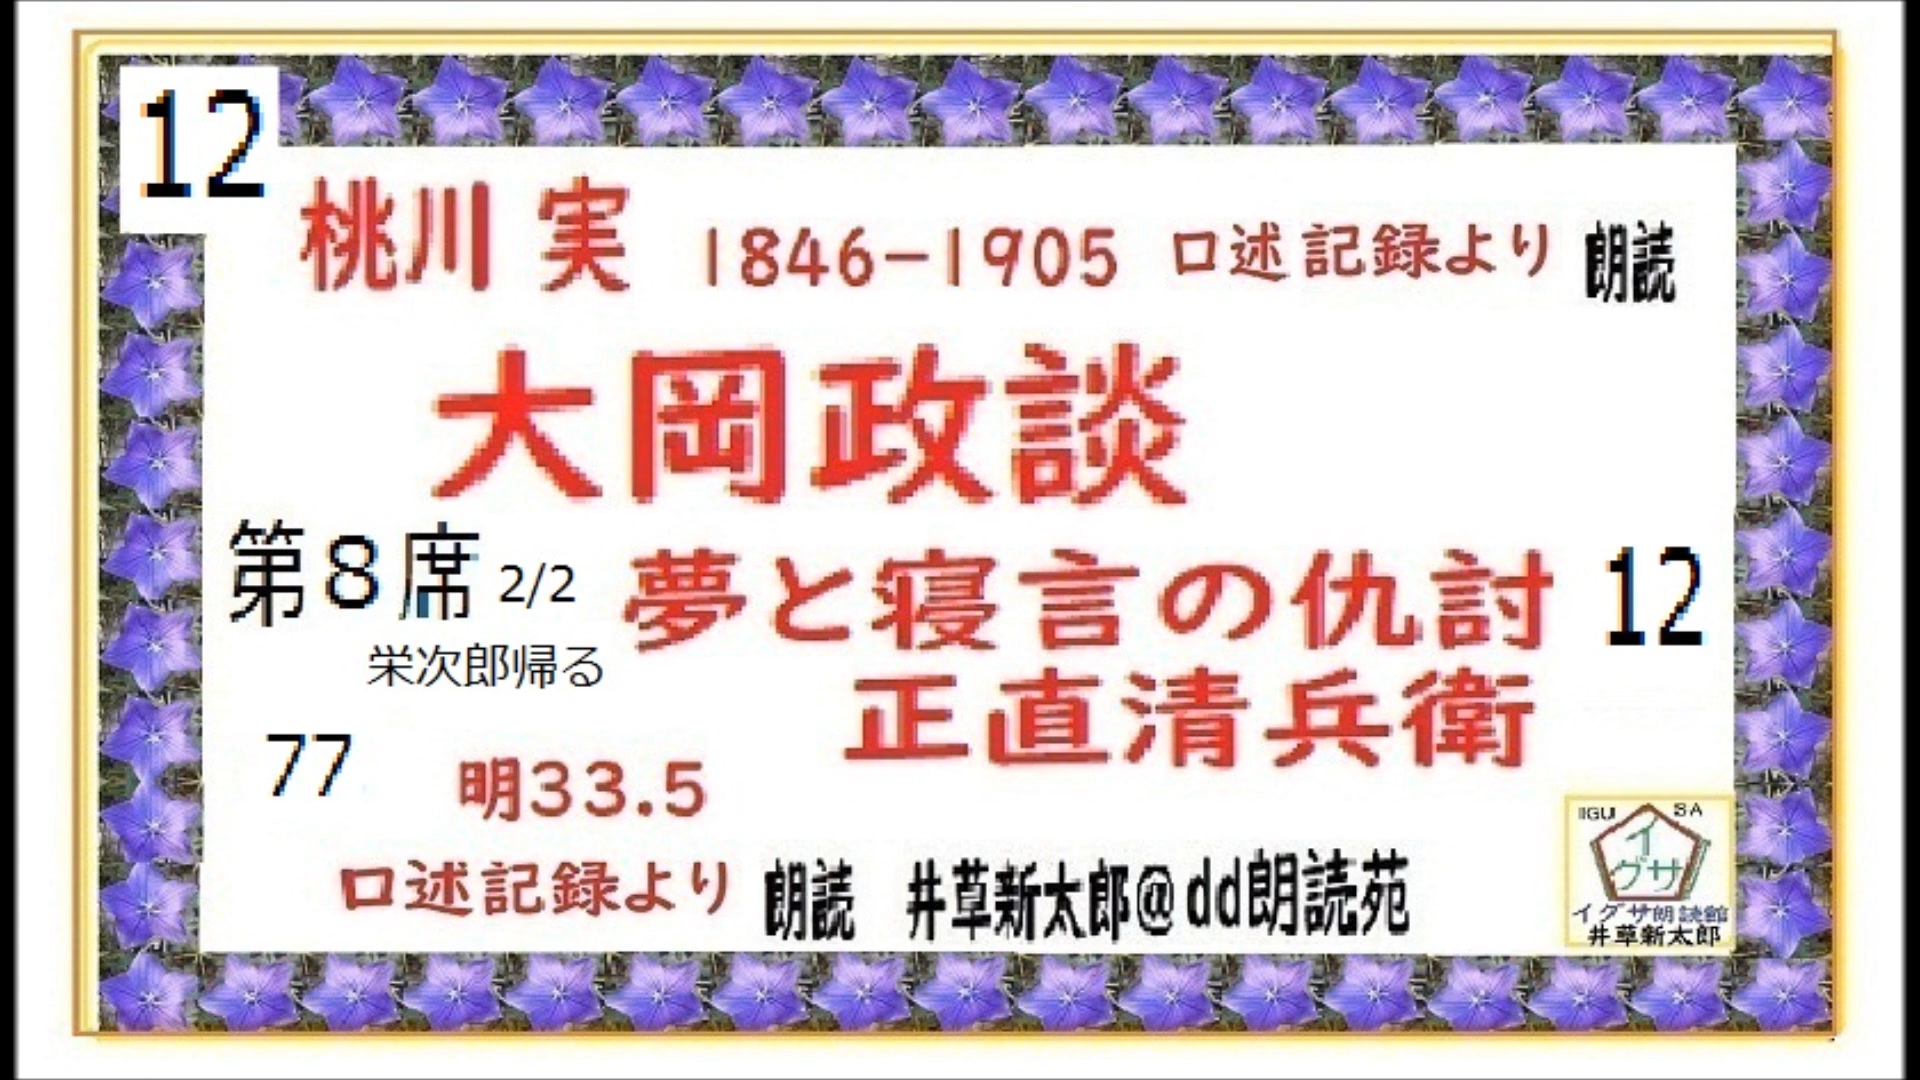 12
桃川 実 1846-1905 口述記録より 朗読
大岡政談
第8席 2/2 夢と寝言の仇討 12
栄次郎帰る
正直清兵衛
77
明33.5
口述記録より 朗読 井草新太郎@dd朗読苑
IGUSA
イグサ
イグサ朗読館
井草新太郎